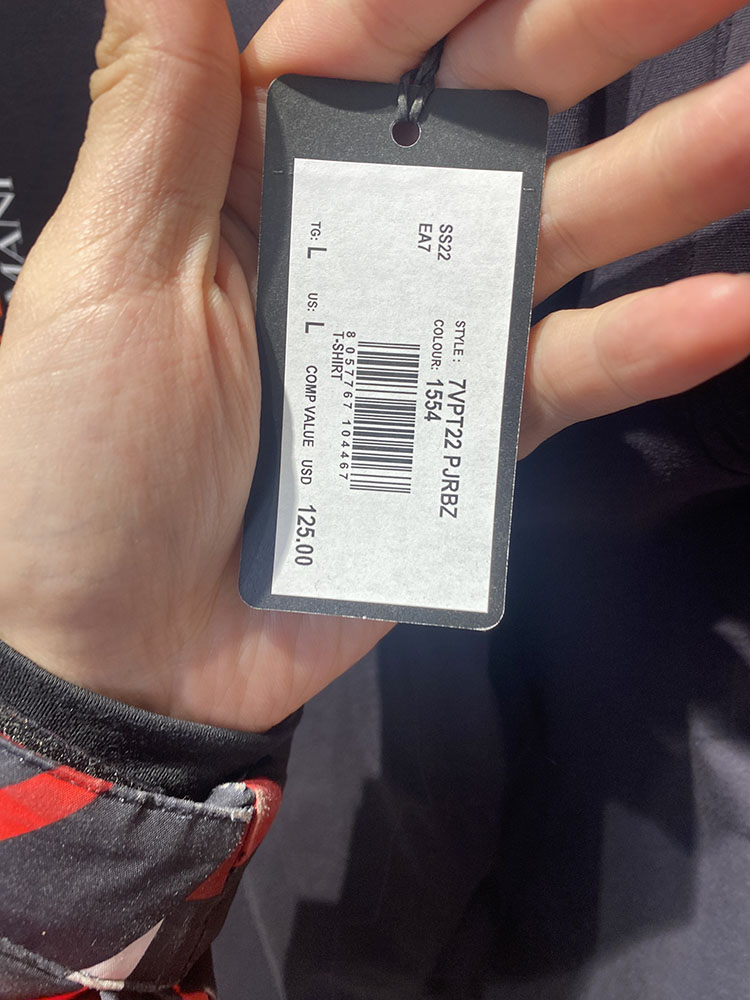 SS22
EA7
STYLE: 7VPT22 PJRBZ
COLOUR: 1554
8 057767 104467
T-SHIRT
TG: L US: L COMP VALUE USD 125.00